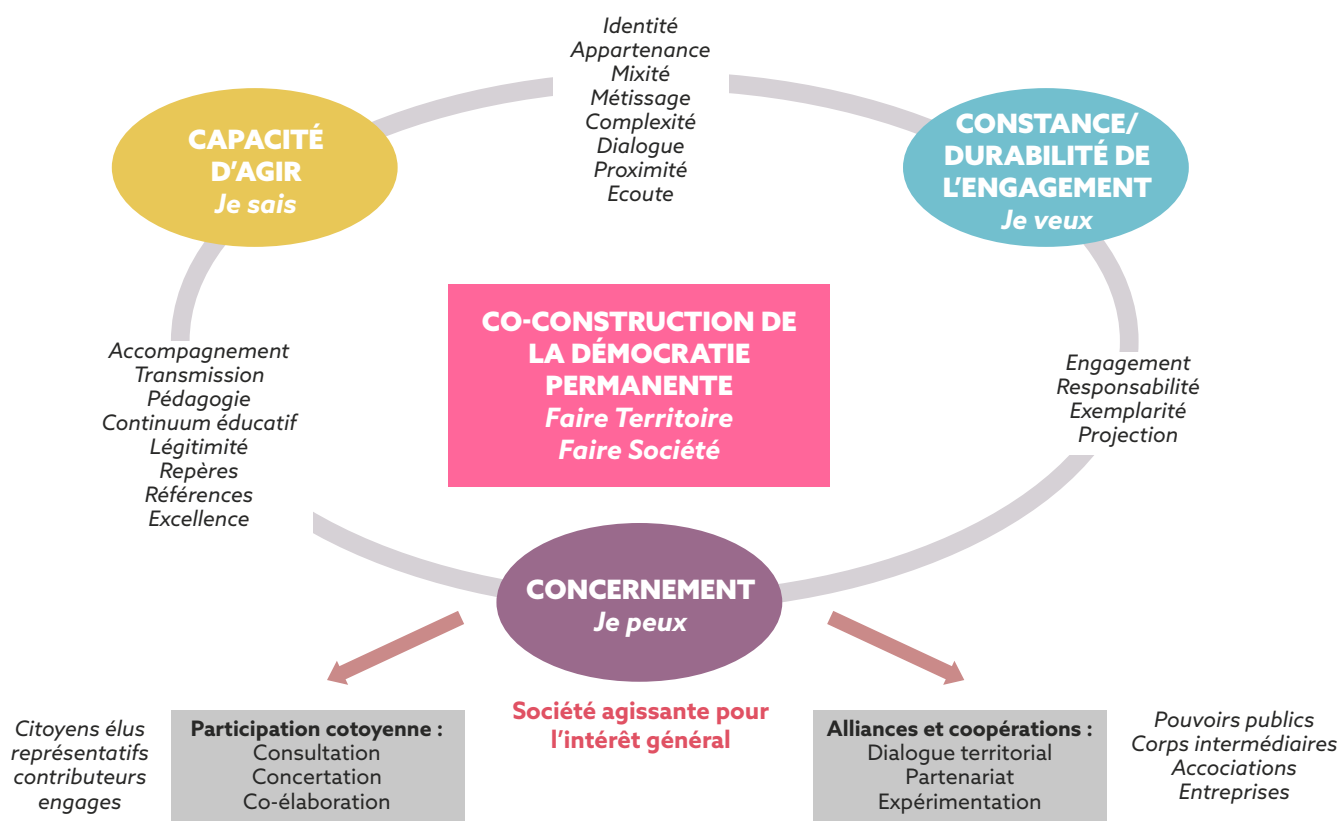 Identité
Appartenance
Mixité
Métissage
Complexité
Dialogue
Proximité
Ecoute
CAPACITÉ
D'AGIR
Je sais
CONSTANCE/
DURABILITÉ DE
L'ENGAGEMENT
Je veux
CO-CONSTRUCTION DE
LA DÉMOCRATIE
PERMANENTE
Faire Territoire
Faire Société
Accompagnement
Transmission
Pédagogie
Continuum éducatif
Légitimité
Repères
Références
Excellence
Engagement
Responsabilité
Exemplarité
Projection
CONCERNEMENT
Je peux
Société agissante pour
l'intérêt général
Citoyens élus
représentatifs
contributeurs
engages
Participation cotoyenne :
Consultation
Concertation
Co-élaboration
Alliances et coopérations :
Dialogue territorial
Partenariat
Expérimentation
Pouvoirs publics
Corps intermédiaires
Accociations
Entreprises